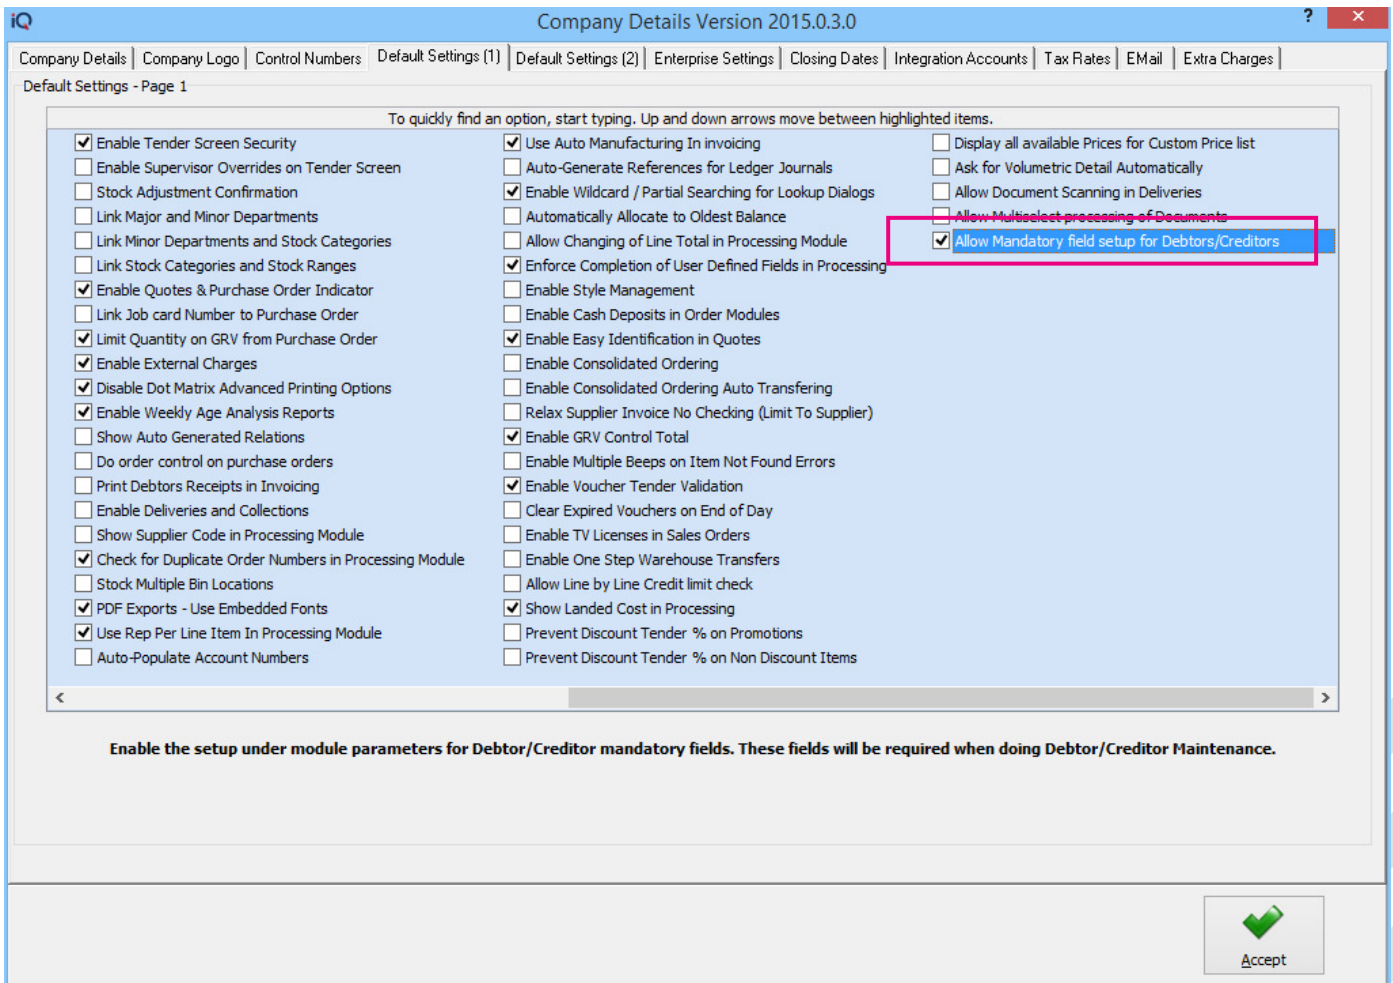 iQ Company Details Version 2015.0.3.0 ? ×
Company Details Company Logo Control Numbers Default Settings (1) Default Settings (2) Enterprise Settings Closing Dates Integration Accounts Tax Rates EMail Extra Charges
Default Settings - Page 1
To quickly find an option, start typing. Up and down arrows move between highlighted items.
Enable Tender Screen Security
Enable Supervisor Overrides on Tender Screen
Stock Adjustment Confirmation
Link Major and Minor Departments
Link Minor Departments and Stock Categories
Link Stock Categories and Stock Ranges
Enable Quotes & Purchase Order Indicator
Link Job card Number to Purchase Order
Limit Quantity on GRV from Purchase Order
Enable External Charges
Disable Dot Matrix Advanced Printing Options
Enable Weekly Age Analysis Reports
Show Auto Generated Relations
Do order control on purchase orders
Print Debtors Receipts in Invoicing
Enable Deliveries and Collections
Show Supplier Code in Processing Module
Check for Duplicate Order Numbers in Processing Module
Stock Multiple Bin Locations
PDF Exports - Use Embedded Fonts
Use Rep Per Line Item In Processing Module
Auto-Populate Account Numbers
Use Auto Manufacturing In invoicing
Auto-Generate References for Ledger Journals
Enable Wildcard / Partial Searching for Lookup Dialogs
Automatically Allocate to Oldest Balance
Allow Changing of Line Total in Processing Module
Enforce Completion of User Defined Fields in Processing
Enable Style Management
Enable Cash Deposits in Order Modules
Enable Easy Identification in Quotes
Enable Consolidated Ordering
Enable Consolidated Ordering Auto Transfering
Relax Supplier Invoice No Checking (Limit To Supplier)
Enable GRV Control Total
Enable Multiple Beeps on Item Not Found Errors
Enable Voucher Tender Validation
Clear Expired Vouchers on End of Day
Enable TV Licenses in Sales Orders
Enable One Step Warehouse Transfers
Allow Line by Line Credit limit check
Show Landed Cost in Processing
Prevent Discount Tender % on Promotions
Prevent Discount Tender % on Non Discount Items
Display all available Prices for Custom Price list
Ask for Volumetric Detail Automatically
Allow Document Scanning in Deliveries
Allow Multiselect processing of Documents
Allow Mandatory field setup for Debtors/Creditors
Enable the setup under module parameters for Debtor/Creditor mandatory fields. These fields will be required when doing Debtor/Creditor Maintenance.
Accept